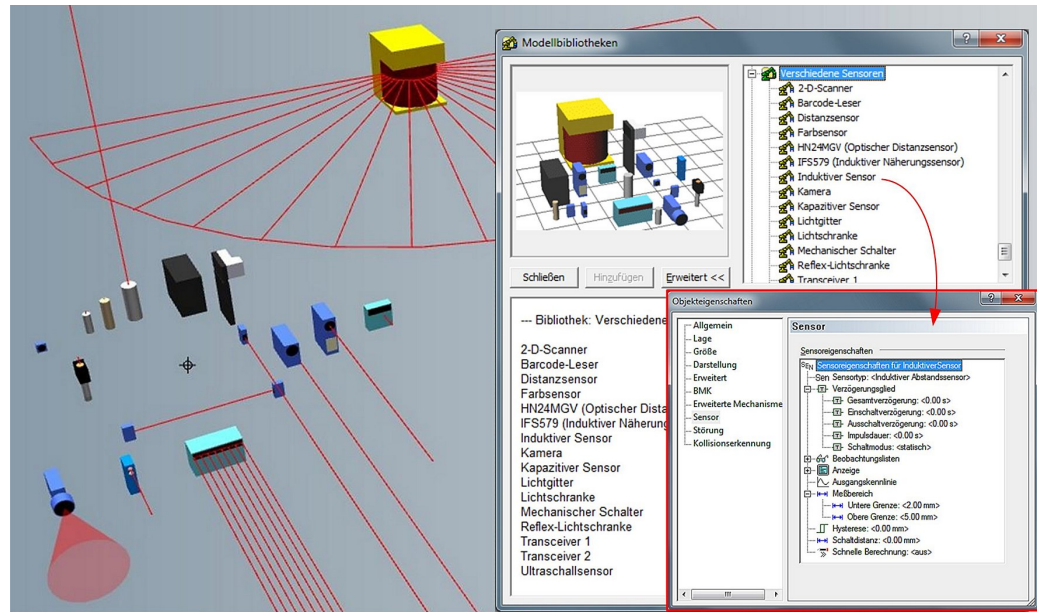 Modellbibliotheken
Verschiedene Sensoren
2-D-Scanner
Barcode-Leser
Distanzsensor
Farbsensor
HN24MGV (Optischer Distanzsensor)
IFS579 (Induktiver Näherungssensor)
Induktiver Sensor
Kamera
Kapazitiver Sensor
Lichtgitter
Lichtschranke
Mechanischer Schalter
Reflex-Lichtschranke
Transceiver 1
Schließen Hinzufügen Erweitert <<
--- Bibliothek: Verschiedene
2-D-Scanner
Barcode-Leser
Distanzsensor
Farbsensor
HN24MGV (Optischer Dista
IFS579 (Induktiver Näherung
Induktiver Sensor
Kamera
Kapazitiver Sensor
Lichtgitter
Lichtschranke
Mechanischer Schalter
Reflex-Lichtschranke
Transceiver 1
Transceiver 2
Ultraschallsensor
Objekteigenschaften
Allgemein
Lage
Größe
Darstellung
Erweitert
BMK
Erweiterte Mechanisme
Sensor
Störung
Kollisionserkennung
Sensor
Sensoreigenschaften
SEN Sensoreigenschaften für InduktiverSensor
Sen Sensortyp: <Induktiver Abstandssensor>
Verzögerungsglied
Gesamtverzögerung: <0.00 s>
Einschaltverzögerung: <0.00 s>
Ausschaltverzögerung: <0.00 s>
Impulsdauer: <0.00 s>
Schaltmodus: <statisch>
Beobachtungslisten
Anzeige
Ausgangskennlinie
Meßbereich
Untere Grenze: <2.00 mm>
Obere Grenze: <5.00 mm>
Hysterese: <0.00 mm>
Schaltdistanz: <0.00 mm>
Schnelle Berechnung: <aus>